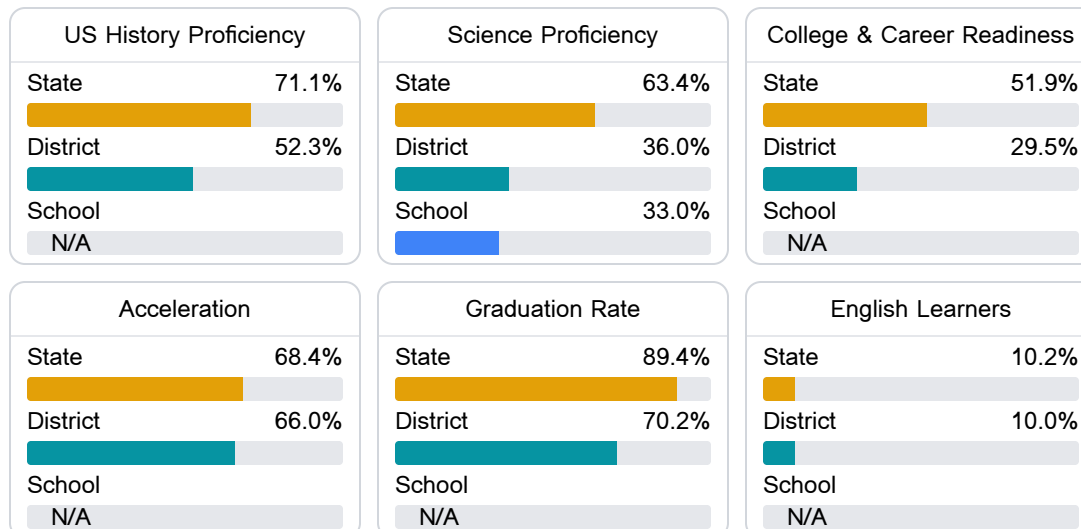 US History Proficiency
State 71.1%
District 52.3%
School
N/A
Science Proficiency
State 63.4%
District 36.0%
School 33.0%
College & Career Readiness
State 51.9%
District 29.5%
School
N/A
Acceleration
State 68.4%
District 66.0%
School
N/A
Graduation Rate
State 89.4%
District 70.2%
School
N/A
English Learners
State 10.2%
District 10.0%
School
N/A